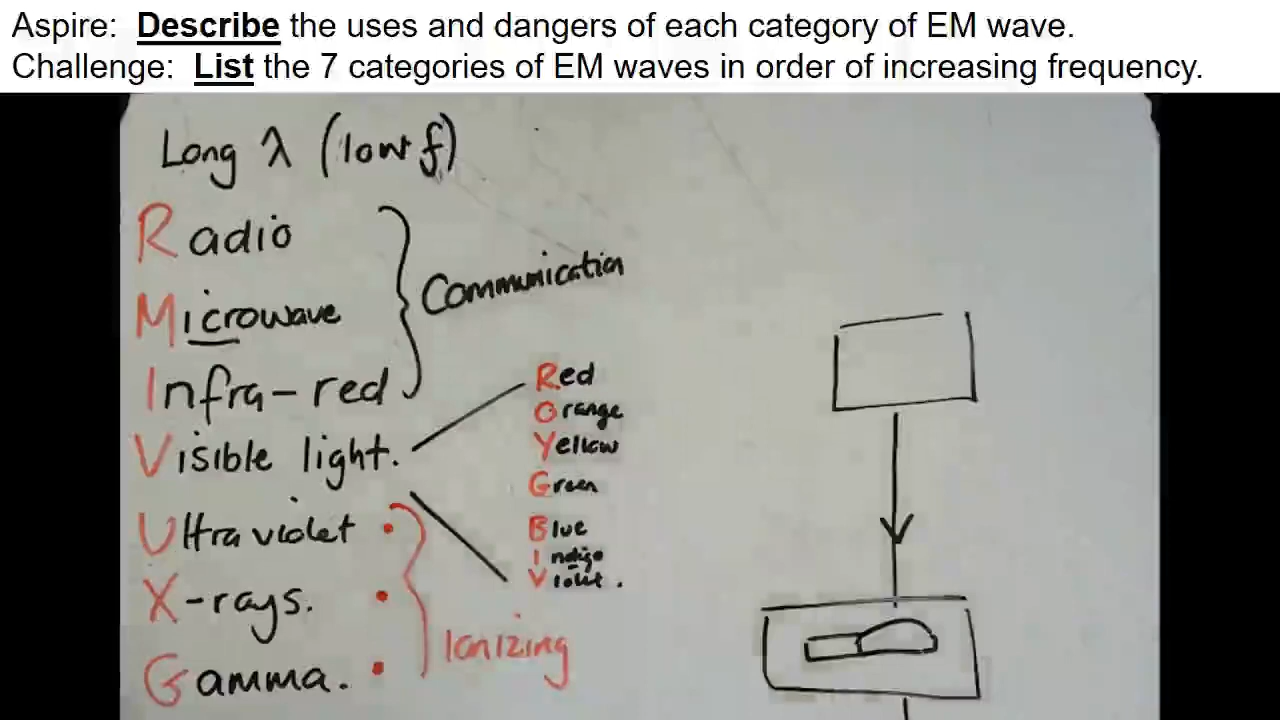 Aspire: Describe the uses and dangers of each category of EM wave.
Challenge: List the 7 categories of EM waves in order of increasing frequency.
Long λ (low f)
Radio
Microwave
Infra-red
Communication
Visible light.
Red
Orange
Yellow
Green
Blue
Indigo
Violet.
Ultraviolet
X-rays.
Gamma.
Ionizing